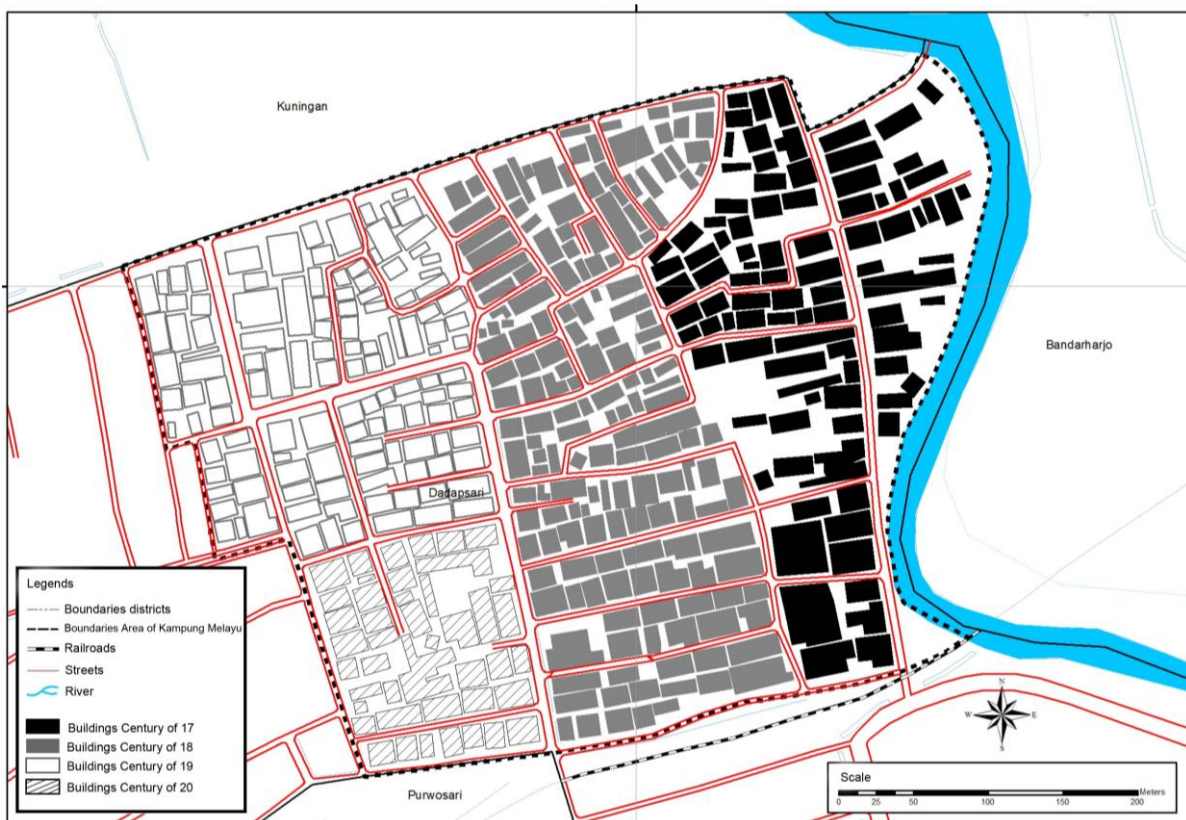 Kuningan
Bandarharjo
Dadapsari
Purwosari
Legends
Boundaries districts
Boundaries Area of Kampung Melayu
Railroads
Streets
River
Buildings Century of 17
Buildings Century of 18
Buildings Century of 19
Buildings Century of 20
N
W E
S
Scale
Meters
0 25 50 100 150 200